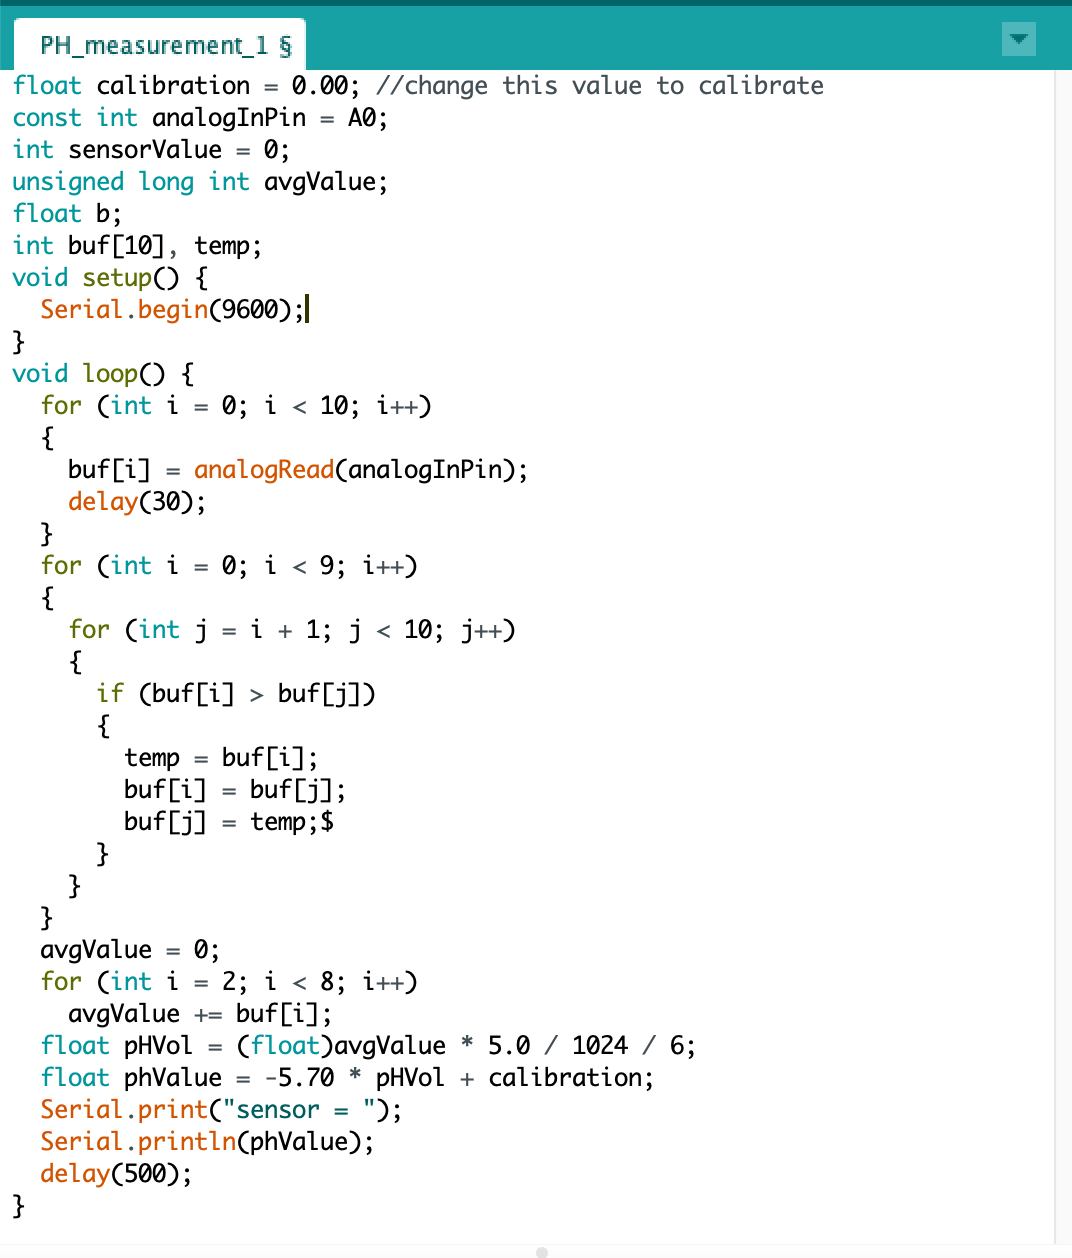 PH_measurement_1 §
float calibration = 0.00; //change this value to calibrate
const int analogInPin = A0;
int sensorValue = 0;
unsigned long int avgValue;
float b;
int buf[10], temp;
void setup() {
  Serial.begin(9600);
}
void loop() {
  for (int i = 0; i < 10; i++)
  {
    buf[i] = analogRead(analogInPin);
    delay(30);
  }
  for (int i = 0; i < 9; i++)
  {
    for (int j = i + 1; j < 10; j++)
    {
      if (buf[i] > buf[j])
      {
        temp = buf[i];
        buf[i] = buf[j];
        buf[j] = temp;$
      }
    }
  }
  avgValue = 0;
  for (int i = 2; i < 8; i++)
    avgValue += buf[i];
  float pHVol = (float)avgValue * 5.0 / 1024 / 6;
  float phValue = -5.70 * pHVol + calibration;
  Serial.print("sensor = ");
  Serial.println(phValue);
  delay(500);
}